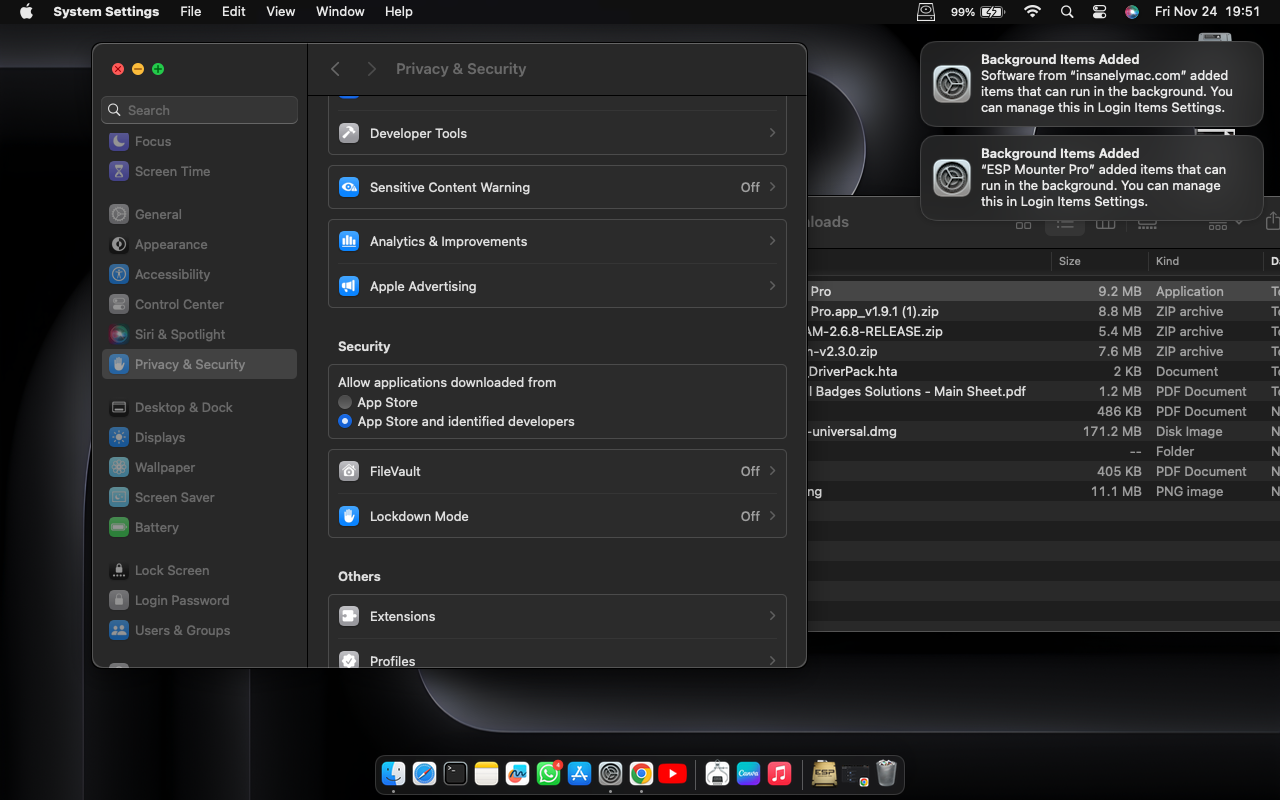 System Settings File Edit View Window Help 99% Fri Nov 24 19:51
Privacy & Security
Search
Focus
Screen Time
General
Appearance
Accessibility
Control Center
Siri & Spotlight
Privacy & Security
Desktop & Dock
Displays
Wallpaper
Screen Saver
Battery
Lock Screen
Login Password
Users & Groups
Developer Tools
Sensitive Content Warning Off
Analytics & Improvements
Apple Advertising
Security
Allow applications downloaded from
App Store
App Store and identified developers
FileVault Off
Lockdown Mode Off
Others
Extensions
Profiles
Background Items Added
Software from “insanelymac.com” added
items that can run in the background. You
can manage this in Login Items Settings.
Background Items Added
“ESP Mounter Pro” added items that can
run in the background. You can manage
this in Login Items Settings.
loads
Size Kind
Pro 9.2 MB Application
Pro.app_v1.9.1 (1).zip 8.8 MB ZIP archive
AM-2.6.8-RELEASE.zip 5.4 MB ZIP archive
n-v2.3.0.zip 7.6 MB ZIP archive
_DriverPack.hta 2 KB Document
l Badges Solutions - Main Sheet.pdf 1.2 MB PDF Document
486 KB PDF Document
-universal.dmg 171.2 MB Disk Image
-- Folder
405 KB PDF Document
ng 11.1 MB PNG image
4
Canva
ESP